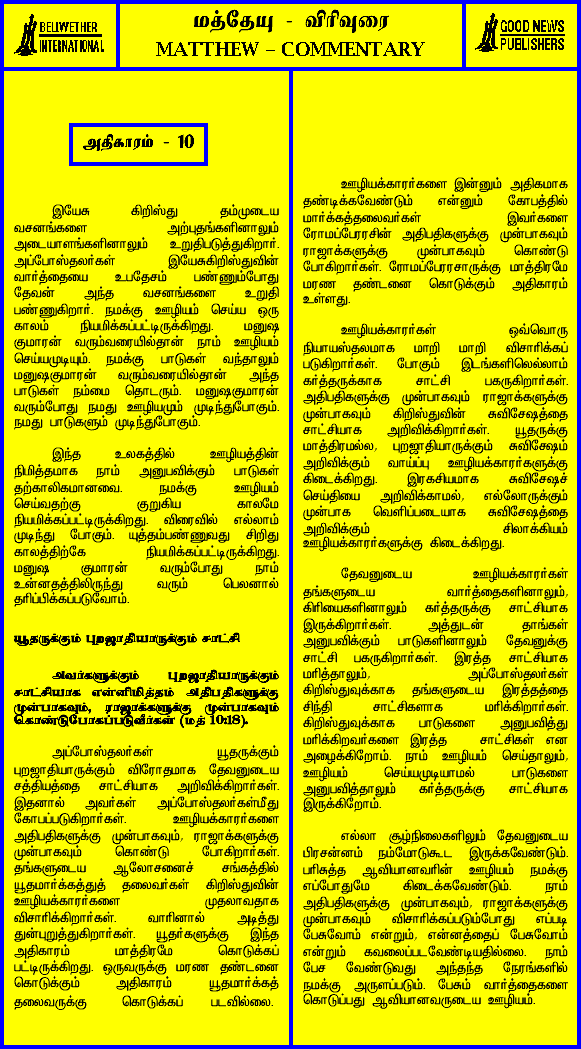 BELIWETHER
INTERNATIONAL
மத்தேயு - விரிவுரை
MATTHEW – COMMENTARY
GOOD NEWS
PUBLISHERS
அதிகாரம் - 10
இயேசு கிறிஸ்து தம்முடைய
வசனங்களை அற்புதங்களினாலும்
அடையாளங்களினாலும் உறுதிபடுத்துகிறார்.
அப்போஸ்தலர்கள் இயேசுகிறிஸ்துவின்
வார்த்தையை உபதேசம் பண்ணும்போது
தேவன் அந்த வசனங்களை உறுதி
பண்ணுகிறார். நமக்கு ஊழியம் செய்ய ஒரு
காலம் நியமிக்கப்பட்டிருக்கிறது. மனுஷ
குமாரன் வரும்வரையில்தான் நாம் ஊழியம்
செய்யமுடியும். நமக்கு பாடுகள் வந்தாலும்
மனுஷகுமாரன் வரும்வரையில்தான் அந்த
பாடுகள் நம்மை தொடரும். மனுஷகுமாரன்
வரும்போது நமது ஊழியமும் முடிந்துபோகும்.
நமது பாடுகளும் முடிந்துபோகும்.
இந்த உலகத்தில் ஊழியத்தின்
நிமித்தமாக நாம் அனுபவிக்கும் பாடுகள்
தற்காலிகமானவை. நமக்கு ஊழியம்
செய்வதற்கு குறுகிய காலமே
நியமிக்கப்பட்டிருக்கிறது. விரைவில் எல்லாம்
முடிந்து போகும். யுத்தம்பண்ணுவது சிறிது
காலத்திற்கே நியமிக்கப்பட்டிருக்கிறது.
மனுஷ குமாரன் வரும்போது நாம்
உன்னதத்திலிருந்து வரும் பெலனால்
தரிப்பிக்கப்படுவோம்.
யூதருக்கும் புறஜாதியாருக்கும் சாட்சி
அவர்களுக்கும் புறஜாதியாருக்கும்
சாட்சியாக என்னிமித்தம் அதிபதிகளுக்கு
முன்பாகவும், ராஜாக்களுக்கு முன்பாகவும்
கொண்டுபோகப்படுவீர்கள் (மத் 10:18).
அப்போஸ்தலர்கள் யூதருக்கும்
புறஜாதியாருக்கும் விரோதமாக தேவனுடைய
சத்தியத்தை சாட்சியாக அறிவிக்கிறார்கள்.
இதனால் அவர்கள் அப்போஸ்தலர்கள்மீது
கோபப்படுகிறார்கள். ஊழியக்காரர்களை
அதிபதிகளுக்கு முன்பாகவும், ராஜாக்களுக்கு
முன்பாகவும் கொண்டு போகிறார்கள்.
தங்களுடைய ஆலோசனைச் சங்கத்தில்
யூதமார்க்கத்துத் தலைவர்கள் கிறிஸ்துவின்
ஊழியக்காரர்களை முதலாவதாக
விசாரிக்கிறார்கள். வாரினால் அடித்து
துன்புறுத்துகிறார்கள். யூதர்களுக்கு இந்த
அதிகாரம் மாத்திரமே கொடுக்கப்
பட்டிருக்கிறது. ஒருவருக்கு மரண தண்டனை
கொடுக்கும் அதிகாரம் யூதமார்க்கத்
தலைவருக்கு கொடுக்கப் படவில்லை.
ஊழியக்காரர்களை இன்னும் அதிகமாக
தண்டிக்கவேண்டும் என்னும் கோபத்தில்
மார்க்கத்தலைவர்கள் இவர்களை
ரோமப்பேரரசின் அதிபதிகளுக்கு முன்பாகவும்
ராஜாக்களுக்கு முன்பாகவும் கொண்டு
போகிறார்கள். ரோமப்பேரரசாருக்கு மாத்திரமே
மரண தண்டனை கொடுக்கும் அதிகாரம்
உள்ளது.
ஊழியக்காரர்கள் ஒவ்வொரு
நியாயஸ்தலமாக மாறி மாறி விசாரிக்கப்
படுகிறார்கள். போகும் இடங்களிலெல்லாம்
கர்த்தருக்காக சாட்சி பகருகிறார்கள்.
அதிபதிகளுக்கு முன்பாகவும் ராஜாக்களுக்கு
முன்பாகவும் கிறிஸ்துவின் சுவிசேஷத்தை
சாட்சியாக அறிவிக்கிறார்கள். யூதருக்கு
மாத்திரமல்ல, புறஜாதியாருக்கும் சுவிசேஷம்
அறிவிக்கும் வாய்ப்பு ஊழியக்காரர்களுக்கு
கிடைக்கிறது. இரகசியமாக சுவிசேஷச்
செய்தியை அறிவிக்காமல், எல்லோருக்கும்
முன்பாக வெளிப்படையாக சுவிசேஷத்தை
அறிவிக்கும் சிலாக்கியம்
ஊழியக்காரர்களுக்கு கிடைக்கிறது.
தேவனுடைய ஊழியக்காரர்கள்
தங்களுடைய வார்த்தைகளினாலும்,
கிரியைகளினாலும் கர்த்தருக்கு சாட்சியாக
இருக்கிறார்கள். அத்துடன் தாங்கள்
அனுபவிக்கும் பாடுகளினாலும் தேவனுக்கு
சாட்சி பகருகிறார்கள். இரத்த சாட்சியாக
மரித்தாலும், அப்போஸ்தலர்கள்
கிறிஸ்துவுக்காக தங்களுடைய இரத்தத்தை
சிந்தி சாட்சிகளாக மரிக்கிறார்கள்.
கிறிஸ்துவுக்காக பாடுகளை அனுபவித்து
மரிக்கிறவர்களை இரத்த சாட்சிகள் என
அழைக்கிறோம். நாம் ஊழியம் செய்தாலும்,
ஊழியம் செய்யமுடியாமல் பாடுகளை
அனுபவித்தாலும் கர்த்தருக்கு சாட்சியாக
இருக்கிறோம்.
எல்லா சூழ்நிலைகளிலும் தேவனுடைய
பிரசன்னம் நம்மோடுகூட இருக்கவேண்டும்.
பரிசுத்த ஆவியானவரின் ஊழியம் நமக்கு
எப்போதுமே கிடைக்கவேண்டும். நாம்
அதிபதிகளுக்கு முன்பாகவும், ராஜாக்களுக்கு
முன்பாகவும் விசாரிக்கப்படும்போது எப்படி
பேசுவோம் என்றும், என்னத்தைப் பேசுவோம்
என்றும் கவலைப்படவேண்டியதில்லை. நாம்
பேச வேண்டுவது அந்தந்த நேரங்களில்
நமக்கு அருளப்படும். பேசும் வார்த்தைகளை
கொடுப்பது ஆவியானவருடைய ஊழியம்.